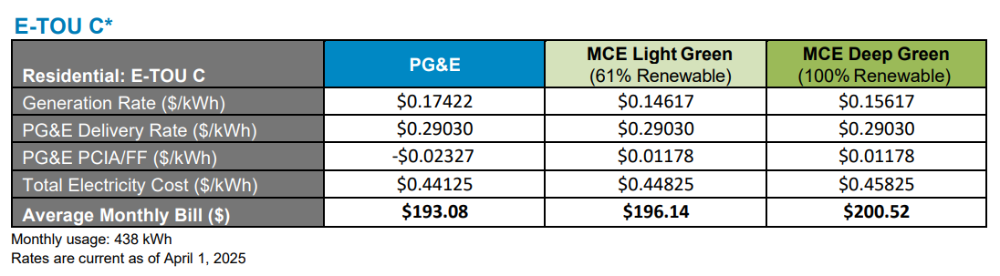 E-TOU C*
Residential: E-TOU C PG&E MCE Light Green (61% Renewable) MCE Deep Green (100% Renewable)
Generation Rate ($/kWh) $0.17422 $0.14617 $0.15617
PG&E Delivery Rate ($/kWh) $0.29030 $0.29030 $0.29030
PG&E PCIA/FF ($/kWh) -$0.02327 $0.01178 $0.01178
Total Electricity Cost ($/kWh) $0.44125 $0.44825 $0.45825
Average Monthly Bill ($) $193.08 $196.14 $200.52
Monthly usage: 438 kWh
Rates are current as of April 1, 2025